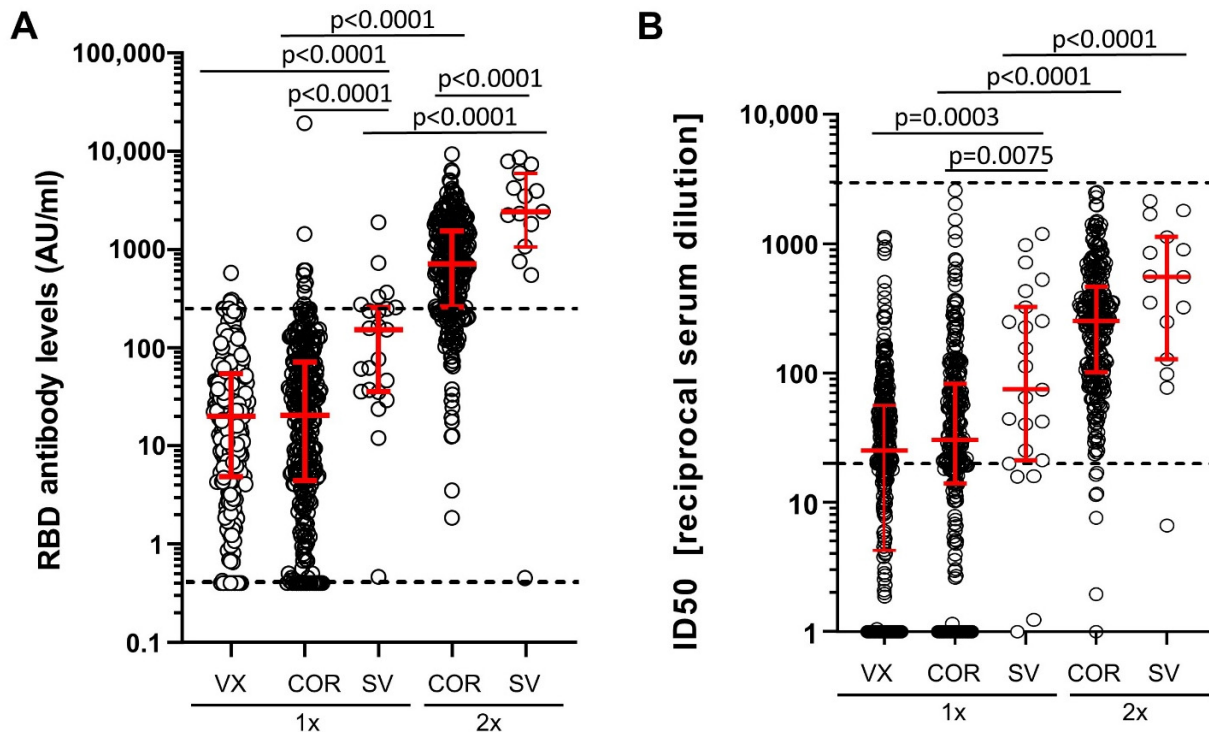 A
p<0.0001
p<0.0001
p<0.0001
p<0.0001
p<0.0001
100,000
10,000
1000
100
10
1
0.1
RBD antibody levels (AU/ml)
VX COR SV COR SV
1x 2x
B
p<0.0001
p<0.0001
p=0.0003
p=0.0075
10,000
1000
100
10
1
ID50 [reciprocal serum dilution]
VX COR SV COR SV
1x 2x